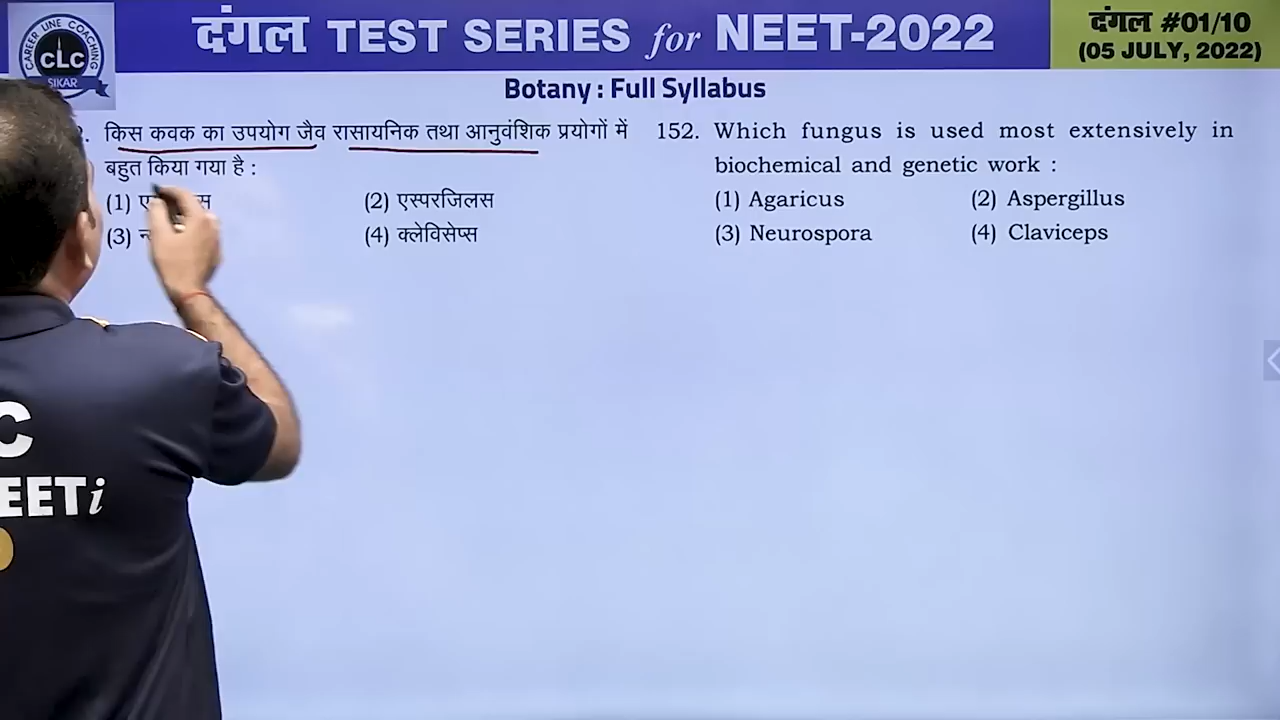 दंगल TEST SERIES for NEET-2022
दंगल #01/10
(05 JULY, 2022)
CAREER LINE COACHING
CLC
SIKAR
Botany : Full Syllabus
किस कवक का उपयोग जैव रासायनिक तथा आनुवंशिक प्रयोगों में
बहुत किया गया है :
(1)
(2) एस्परजिलस
(3)
(4) क्लेविसेप्स
152. Which fungus is used most extensively in
biochemical and genetic work :
(1) Agaricus (2) Aspergillus
(3) Neurospora (4) Claviceps
C
EETi